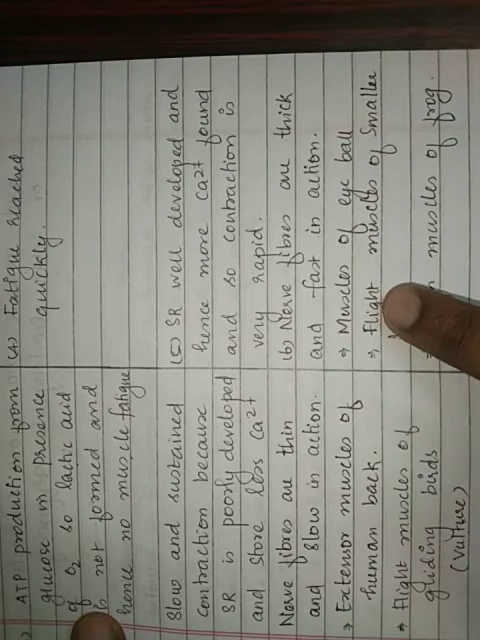 ATP production from
glucose in presence
of O2 so lactic acid
is not formed and
hence no muscle fatigue
Slow and sustained
contraction because
SR is poorly developed
and store less Ca2+
Nerve fibres are thin
and slow in action.
→ Extensor muscles of
human back.
→ Flight muscles of
gliding birds
(vulture)
(4) Fatigue reached
quickly.
(5) SR well developed and
hence more Ca2+ found
and so contraction is
very rapid.
(6) Nerve fibres are thick
and fast in action.
→ Muscles of eye ball
→ Flight muscles of smaller
muscles of frog.